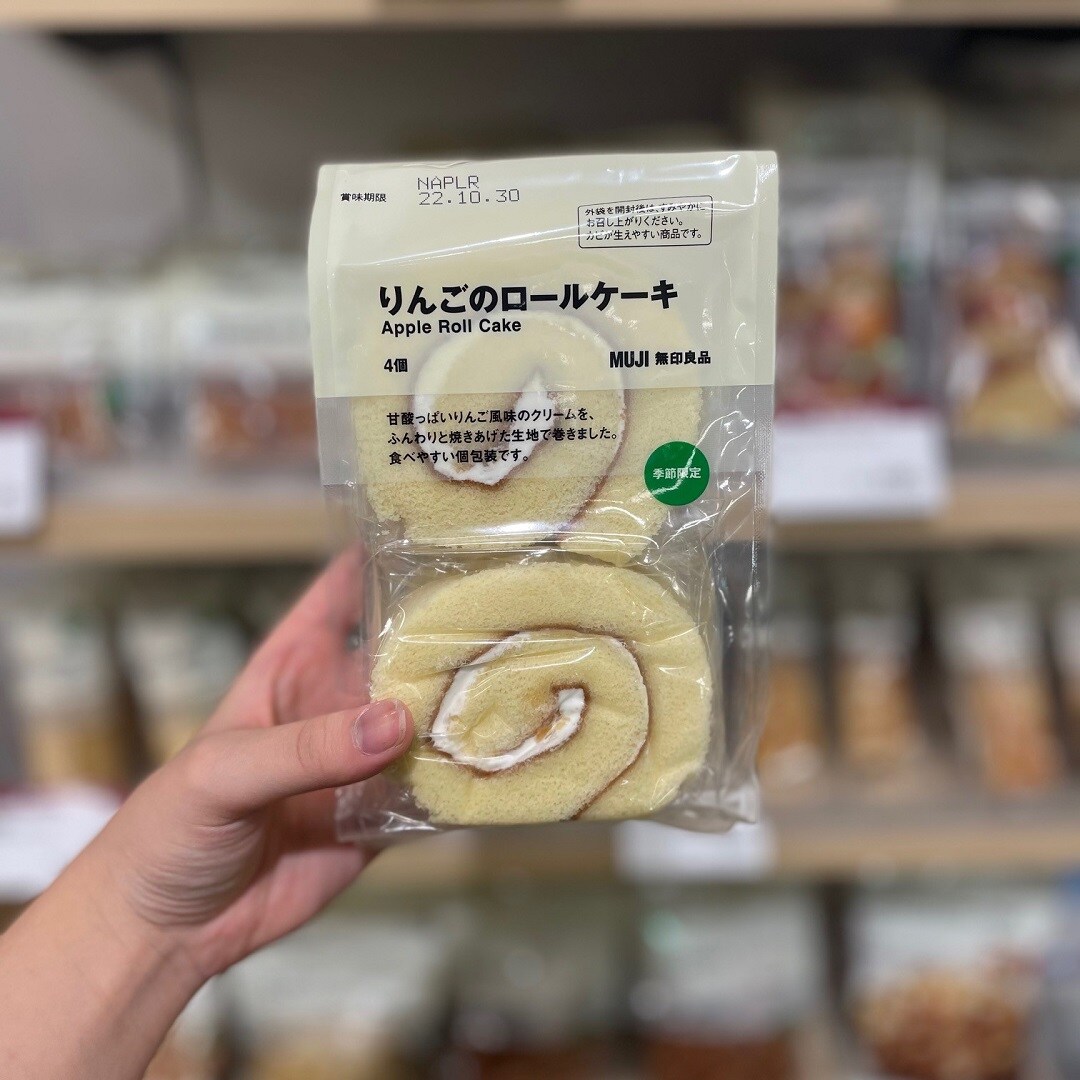 NAPLR
賞味期限 22.10.30
外袋を開封後は、すみやかに
お召し上がりください。
カビが生えやすい商品です。
りんごのロールケーキ
Apple Roll Cake
4個 MUJI 無印良品
甘酸っぱいりんご風味のクリームを、
ふんわりと焼きあげた生地で巻きました。
食べやすい個包装です。
季節限定